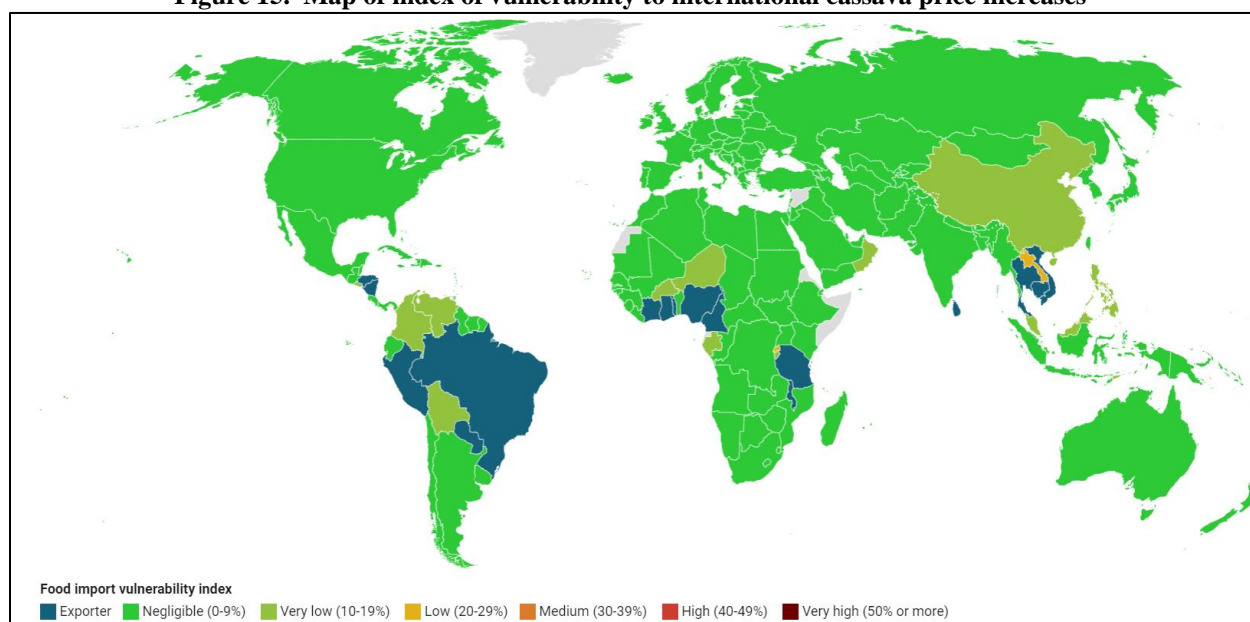 Figure 15. Map of index of vulnerability to international cassava price increases
Food import vulnerability index
Exporter Negligible (0-9%) Very low (10-19%) Low (20-29%) Medium (30-39%) High (40-49%) Very high (50% or more)